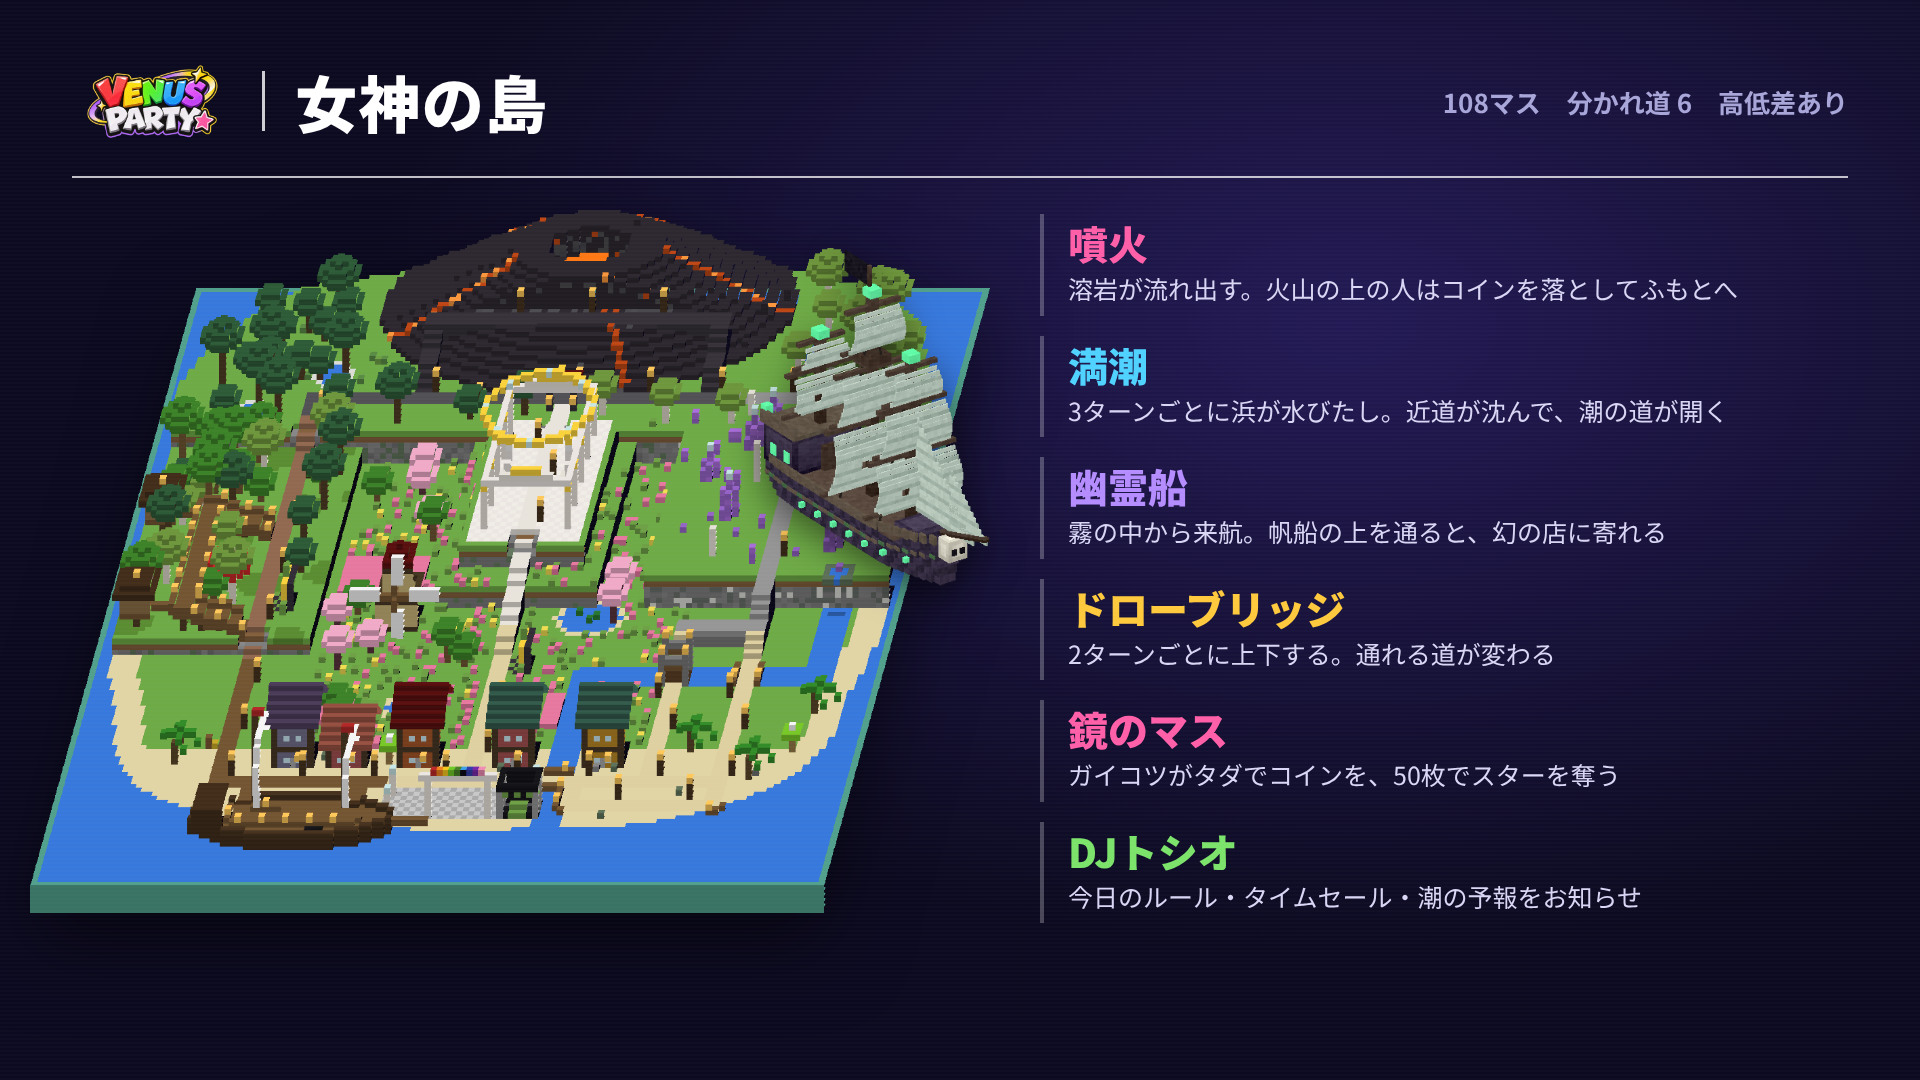 VENUS
PARTY
女神の島
108マス　分かれ道 6　高低差あり
噴火
溶岩が流れ出す。火山の上の人はコインを落としてふもとへ
満潮
3ターンごとに浜が水びたし。近道が沈んで、潮の道が開く
幽霊船
霧の中から来航。帆船の上を通ると、幻の店に寄れる
ドローブリッジ
2ターンごとに上下する。通れる道が変わる
鏡のマス
ガイコツがタダでコインを、50枚でスターを奪う
DJトシオ
今日のルール・タイムセール・潮の予報をお知らせ